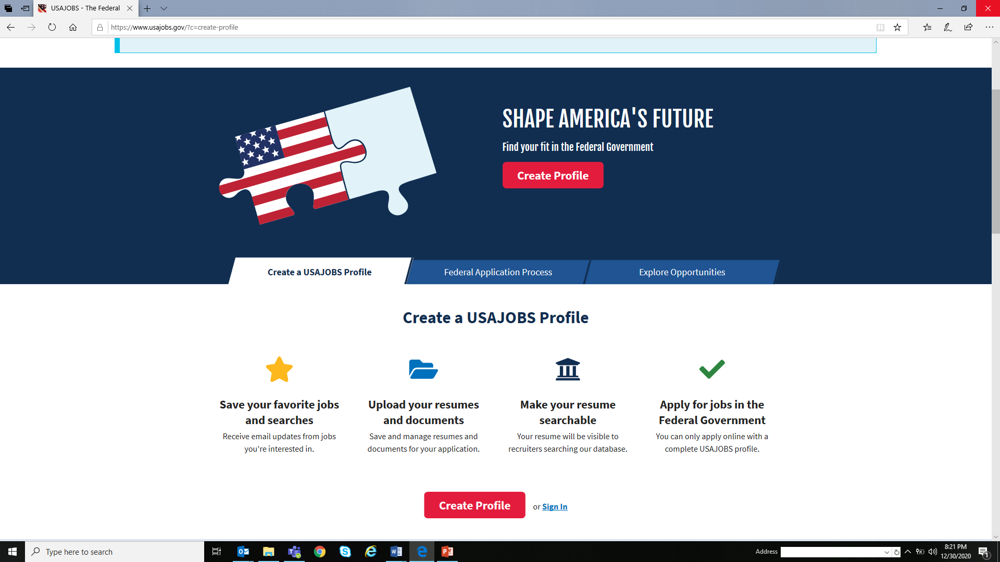 USAJOBS - The Federal
https://www.usajobs.gov/?c=create-profile
SHAPE AMERICA'S FUTURE
Find your fit in the Federal Government
Create Profile
Create a USAJOBS Profile
Federal Application Process
Explore Opportunities
Create a USAJOBS Profile
Save your favorite jobs
and searches
Receive email updates from jobs
you're interested in.
Upload your resumes
and documents
Save and manage resumes and
documents for your application.
Make your resume
searchable
Your resume will be visible to
recruiters searching our database.
Apply for jobs in the
Federal Government
You can only apply online with a
complete USAJOBS profile.
Create Profile
or Sign In
Type here to search
Address
8:21 PM
12/30/2020
1